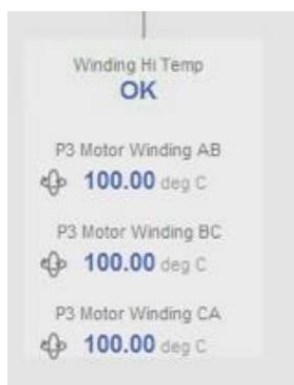 Winding Hi Temp
OK
P3 Motor Winding AB
100.00 deg C
P3 Motor Winding BC
100.00 deg C
P3 Motor Winding CA
100.00 deg C